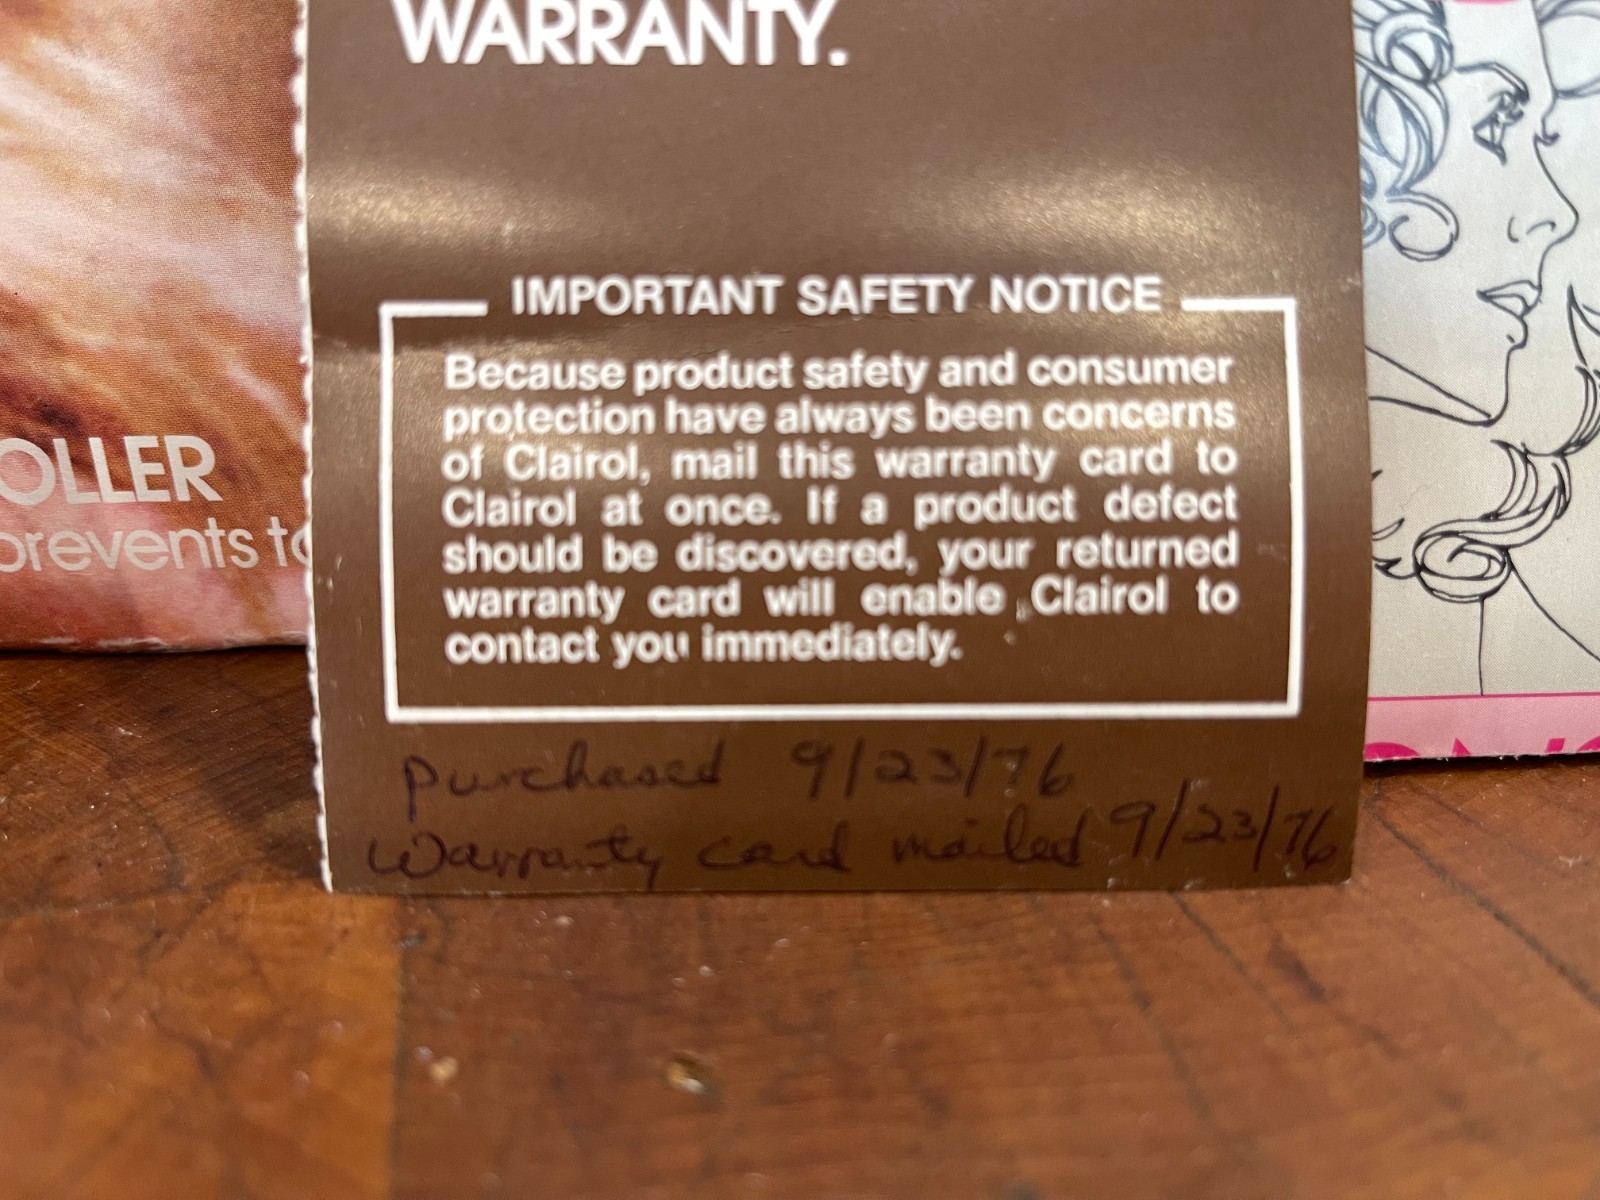 WARRANTY.
IMPORTANT SAFETY NOTICE
Because product safety and consumer
protection have always been concerns
of Clairol, mail this warranty card to
Clairol at once. If a product defect
should be discovered, your returned
warranty card will enable Clairol to
contact you immediately.
purchased 9/23/76
Warranty card mailed 9/23/76
OLLER
prevents to